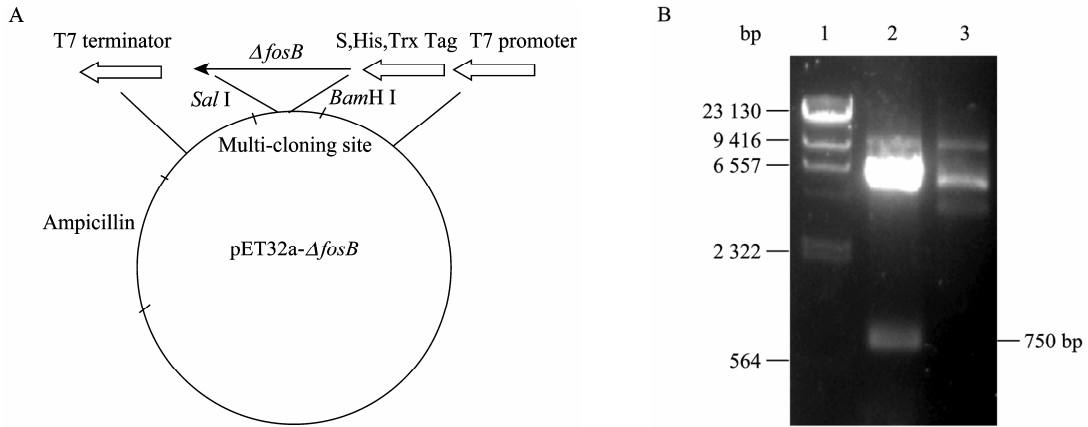 A
T7 terminator
ΔfosB
S,His,Trx Tag
T7 promoter
Sal I
BamH I
Multi-cloning site
Ampicillin
pET32a-ΔfosB
B
bp
1 2 3
23 130
9 416
6 557
2 322
564
750 bp